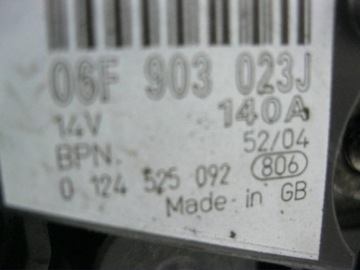 06F 903 023J
14V 140A
BPN. 52/04
0 124 525 092 806
Made in GB